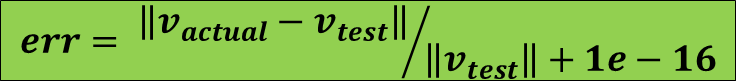 err = ‖v_actual − v_test‖ / ‖v_test‖ + 1e − 16